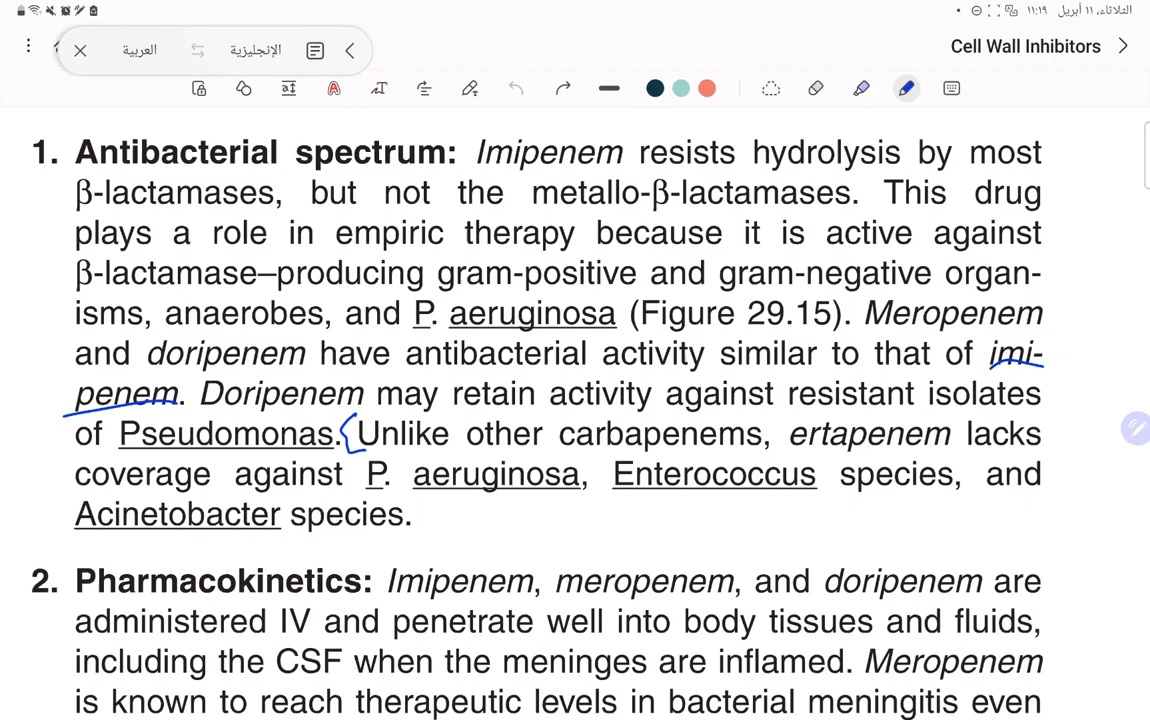 الثلاثاء، ١١ أبريل ١١:١٩
العربية الإنجليزية
Cell Wall Inhibitors
1. Antibacterial spectrum: Imipenem resists hydrolysis by most
β-lactamases, but not the metallo-β-lactamases. This drug
plays a role in empiric therapy because it is active against
β-lactamase–producing gram-positive and gram-negative organ-
isms, anaerobes, and P. aeruginosa (Figure 29.15). Meropenem
and doripenem have antibacterial activity similar to that of imi-
penem. Doripenem may retain activity against resistant isolates
of Pseudomonas. Unlike other carbapenems, ertapenem lacks
coverage against P. aeruginosa, Enterococcus species, and
Acinetobacter species.
2. Pharmacokinetics: Imipenem, meropenem, and doripenem are
administered IV and penetrate well into body tissues and fluids,
including the CSF when the meninges are inflamed. Meropenem
is known to reach therapeutic levels in bacterial meningitis even